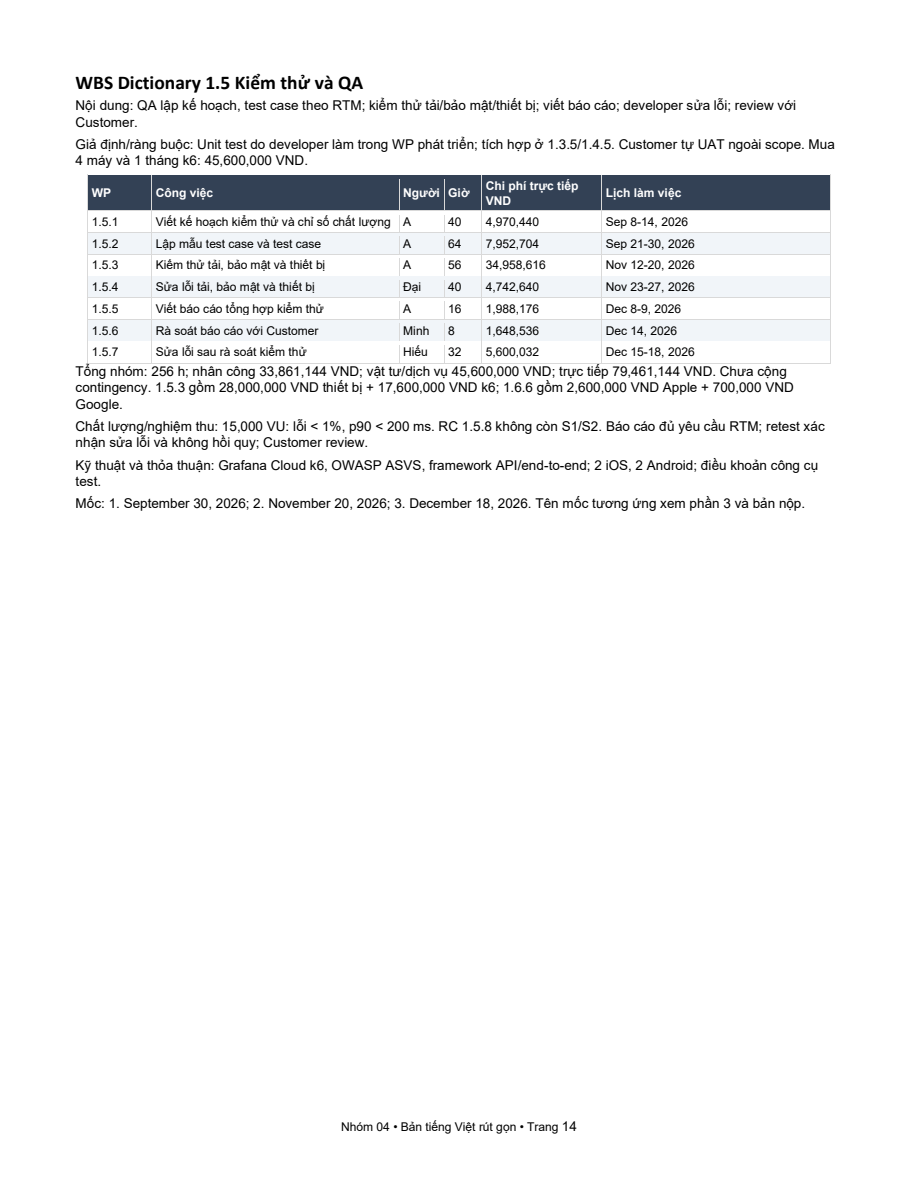 WBS Dictionary 1.5 Kiểm thử và QA
Nội dung: QA lập kế hoạch, test case theo RTM; kiểm thử tải/bảo mật/thiết bị; viết báo cáo; developer sửa lỗi; review với
Customer.
Giả định/ràng buộc: Unit test do developer làm trong WP phát triển; tích hợp ở 1.3.5/1.4.5. Customer tự UAT ngoài scope. Mua
4 máy và 1 tháng k6: 45,600,000 VND.
WP Công việc Người Giờ Chi phí trực tiếp VND Lịch làm việc
1.5.1 Viết kế hoạch kiểm thử và chỉ số chất lượng A 40 4,970,440 Sep 8-14, 2026
1.5.2 Lập mẫu test case và test case A 64 7,952,704 Sep 21-30, 2026
1.5.3 Kiểm thử tải, bảo mật và thiết bị A 56 34,958,616 Nov 12-20, 2026
1.5.4 Sửa lỗi tải, bảo mật và thiết bị Đại 40 4,742,640 Nov 23-27, 2026
1.5.5 Viết báo cáo tổng hợp kiểm thử A 16 1,988,176 Dec 8-9, 2026
1.5.6 Rà soát báo cáo với Customer Minh 8 1,648,536 Dec 14, 2026
1.5.7 Sửa lỗi sau rà soát kiểm thử Hiếu 32 5,600,032 Dec 15-18, 2026
Tổng nhóm: 256 h; nhân công 33,861,144 VND; vật tư/dịch vụ 45,600,000 VND; trực tiếp 79,461,144 VND. Chưa cộng
contingency. 1.5.3 gồm 28,000,000 VND thiết bị + 17,600,000 VND k6; 1.6.6 gồm 2,600,000 VND Apple + 700,000 VND
Google.
Chất lượng/nghiệm thu: 15,000 VU: lỗi < 1%, p90 < 200 ms. RC 1.5.8 không còn S1/S2. Báo cáo đủ yêu cầu RTM; retest xác
nhận sửa lỗi và không hồi quy; Customer review.
Kỹ thuật và thỏa thuận: Grafana Cloud k6, OWASP ASVS, framework API/end-to-end; 2 iOS, 2 Android; điều khoản công cụ
test.
Mốc: 1. September 30, 2026; 2. November 20, 2026; 3. December 18, 2026. Tên mốc tương ứng xem phần 3 và bản nộp.
Nhóm 04 • Bản tiếng Việt rút gọn • Trang 14